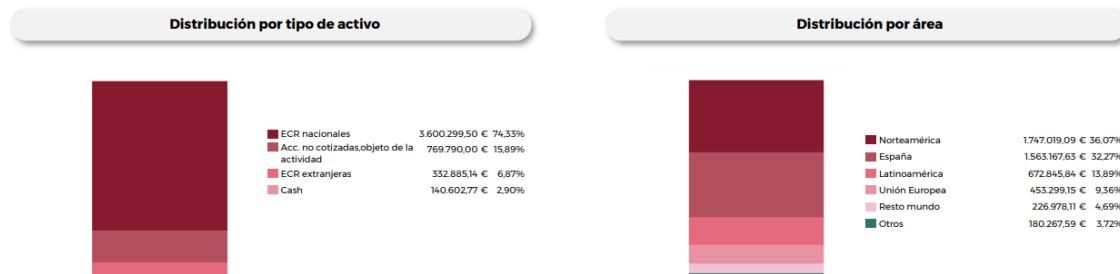 Distribución por tipo de activo
ECR nacionales 3.600.299,50 € 74,33%
Acc. no cotizadas,objeto de la actividad 769.790,00 € 15,89%
ECR extranjeras 332.885,14 € 6,87%
Cash 140.602,77 € 2,90%
Distribución por área
Norteamérica 1.747.019,09 € 36,07%
España 1.563.167,63 € 32,27%
Latinoamérica 672.845,84 € 13,89%
Unión Europea 453.299,15 € 9,36%
Resto mundo 226.978,11 € 4,69%
Otros 180.267,59 € 3,72%